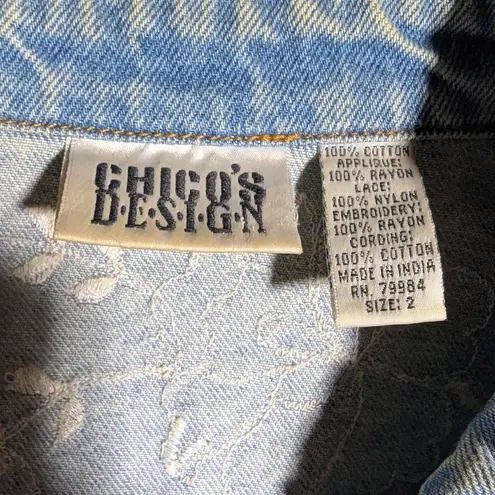 CHICO'S
D·E·S·I·G·N
100% COTTON
APPLIQUE:
100% RAYON
LACE:
100% NYLON
EMBROIDERY:
100% RAYON
CORDING:
100% COTTON
MADE IN INDIA
RN. 79984
SIZE: 2